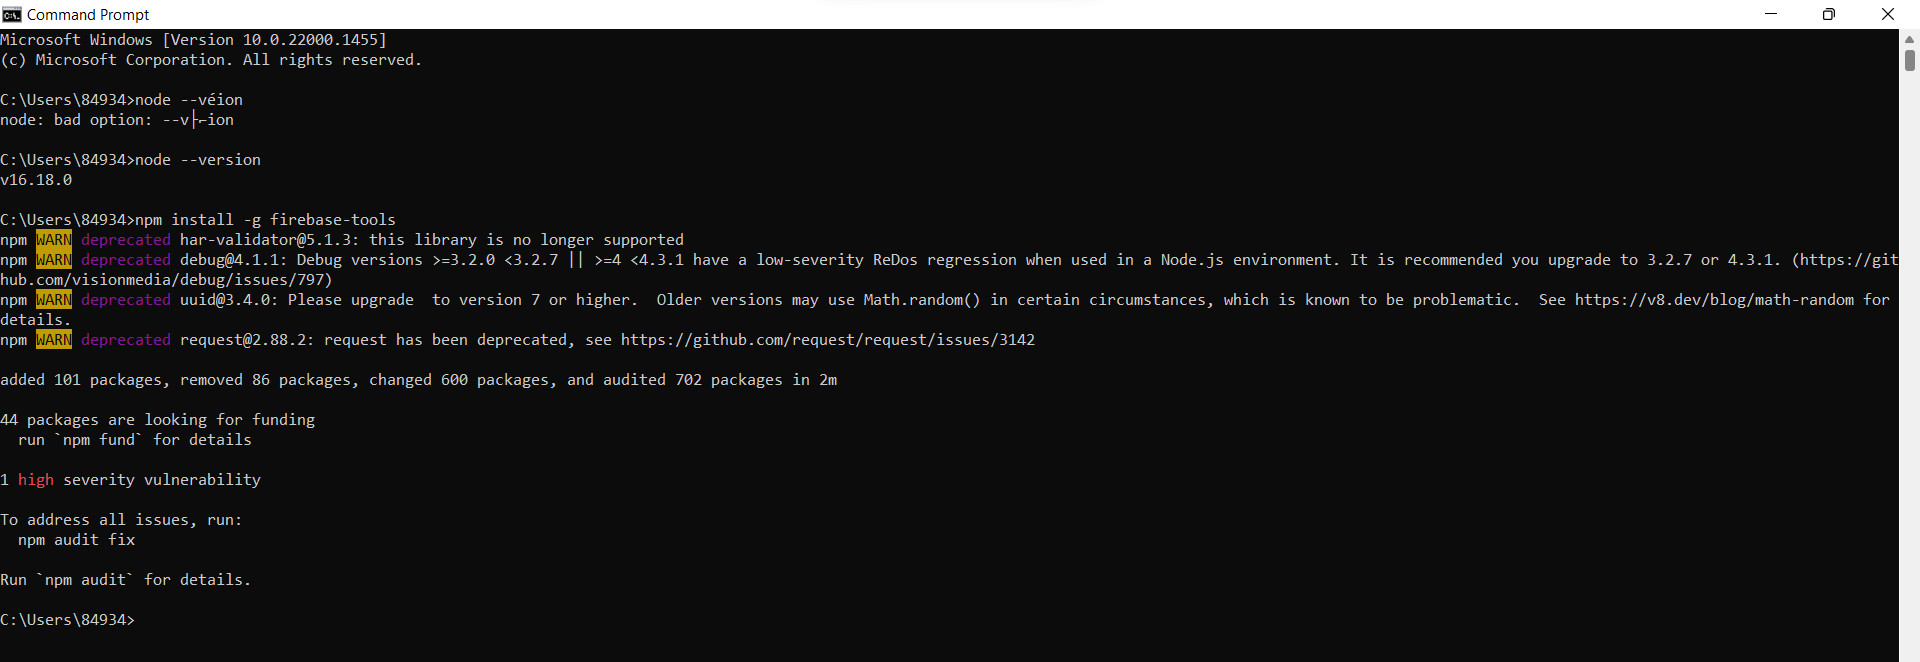 Command Prompt
Microsoft Windows [Version 10.0.22000.1455]
(c) Microsoft Corporation. All rights reserved.
C:\Users\84934>node --véion
node: bad option: --v├⌐ion
C:\Users\84934>node --version
v16.18.0
C:\Users\84934>npm install -g firebase-tools
npm WARN deprecated har-validator@5.1.3: this library is no longer supported
npm WARN deprecated debug@4.1.1: Debug versions >=3.2.0 <3.2.7 || >=4 <4.3.1 have a low-severity ReDos regression when used in a Node.js environment. It is recommended you upgrade to 3.2.7 or 4.3.1. (https://git
hub.com/visionmedia/debug/issues/797)
npm WARN deprecated uuid@3.4.0: Please upgrade  to version 7 or higher.  Older versions may use Math.random() in certain circumstances, which is known to be problematic.  See https://v8.dev/blog/math-random for
details.
npm WARN deprecated request@2.88.2: request has been deprecated, see https://github.com/request/request/issues/3142
added 101 packages, removed 86 packages, changed 600 packages, and audited 702 packages in 2m
44 packages are looking for funding
  run `npm fund` for details
1 high severity vulnerability
To address all issues, run:
  npm audit fix
Run `npm audit` for details.
C:\Users\84934>